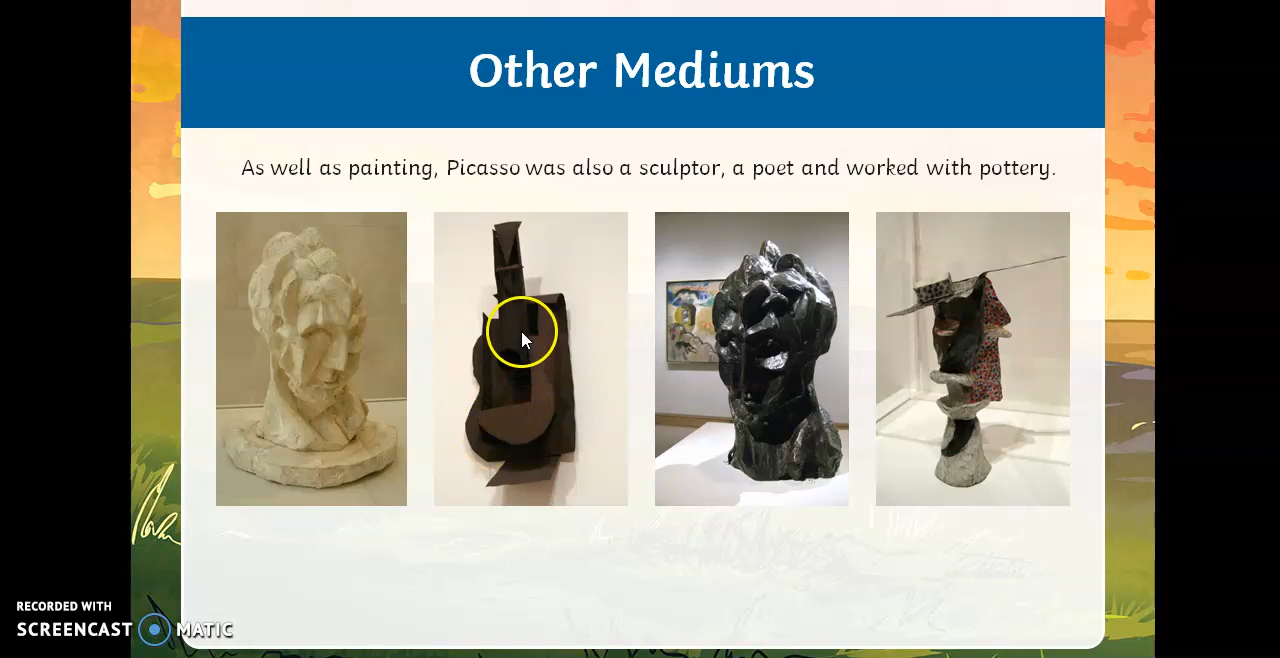 Other Mediums
As well as painting, Picasso was also a sculptor, a poet and worked with pottery.
RECORDED WITH
SCREENCAST MATIC